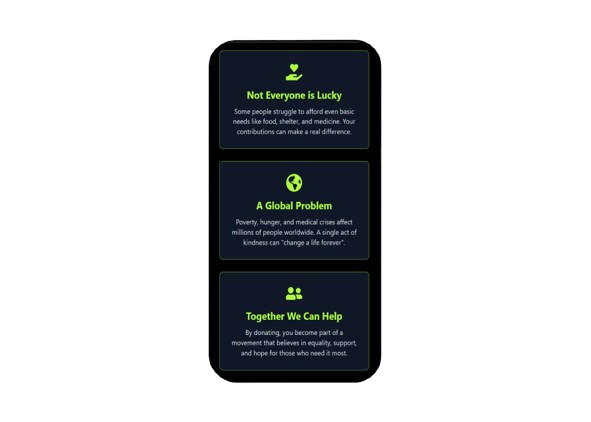 Not Everyone is Lucky
Some people struggle to afford even basic
needs like food, shelter, and medicine. Your
contributions can make a real difference.
A Global Problem
Poverty, hunger, and medical crises affect
millions of people worldwide. A single act of
kindness can "change a life forever".
Together We Can Help
By donating, you become part of a
movement that believes in equality, support,
and hope for those who need it most.